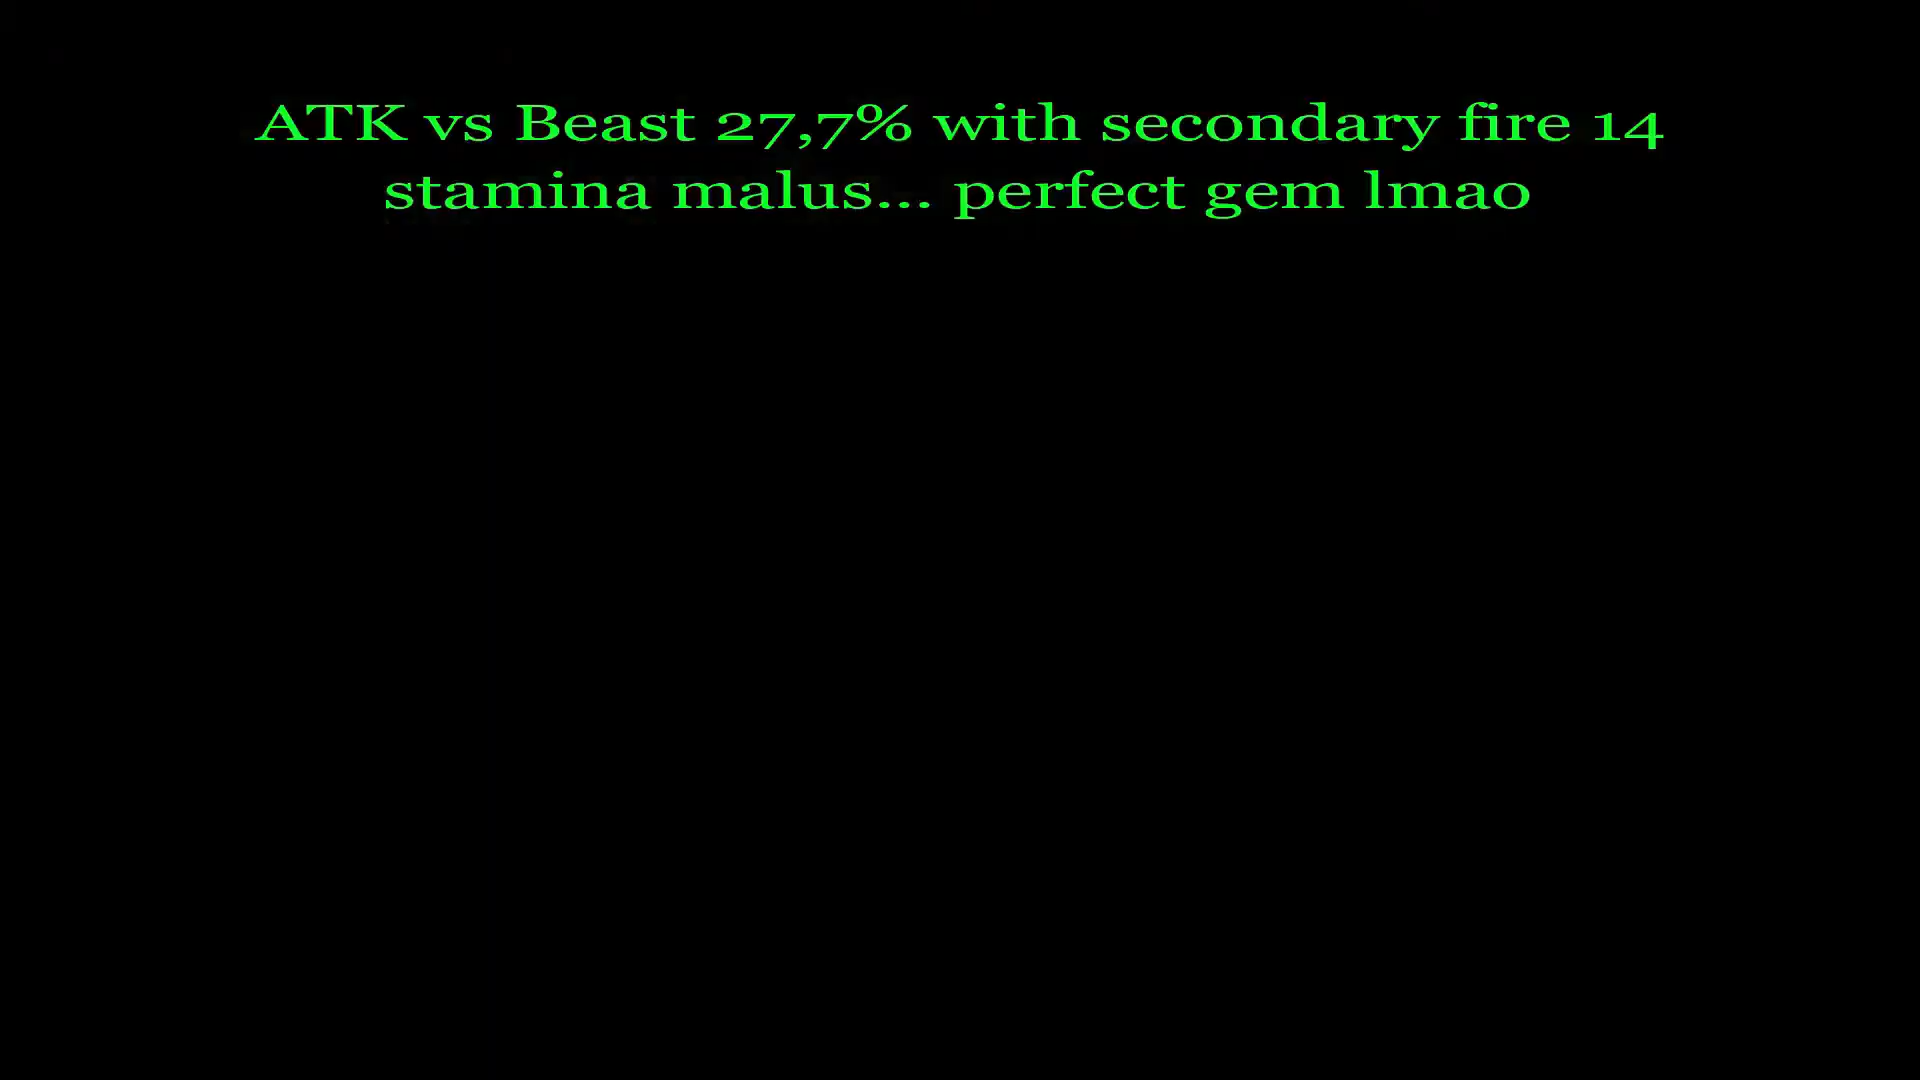 ATK vs Beast 27,7% with secondary fire 14
stamina malus... perfect gem lmao